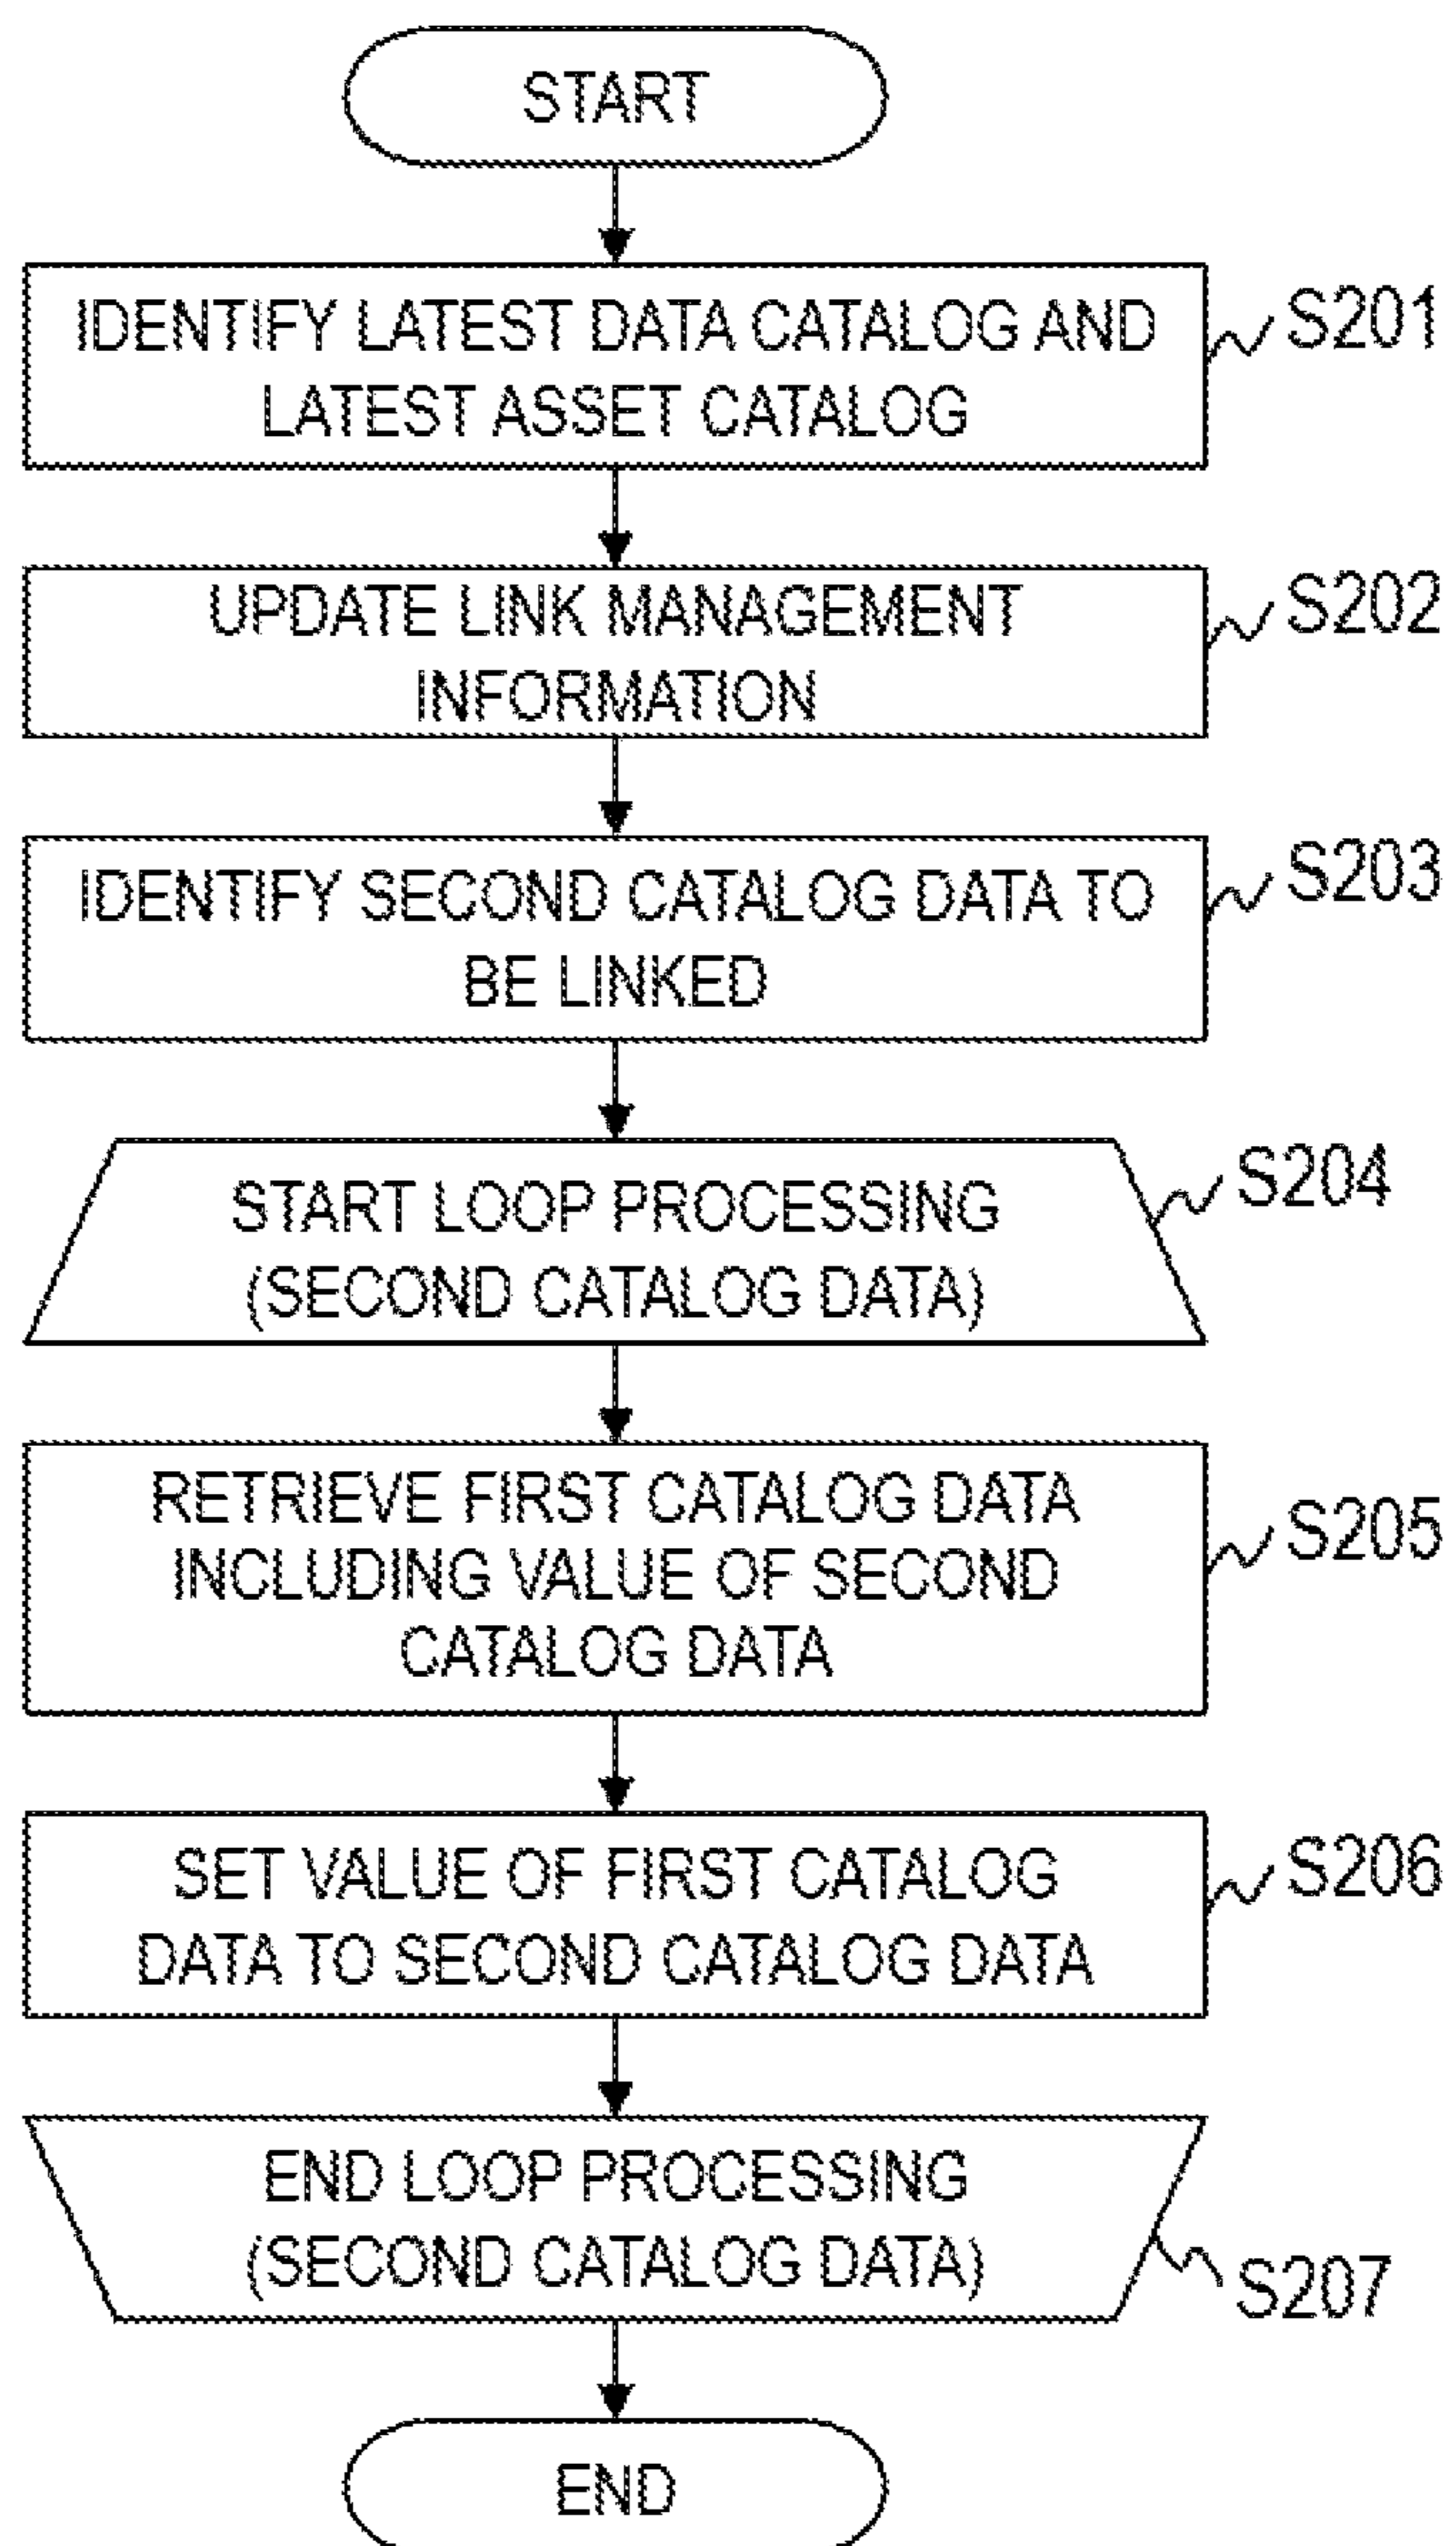 START
IDENTIFY LATEST DATA CATALOG AND
LATEST ASSET CATALOG
S201
UPDATE LINK MANAGEMENT
INFORMATION
S202
IDENTIFY SECOND CATALOG DATA TO
BE LINKED
S203
START LOOP PROCESSING
(SECOND CATALOG DATA)
S204
RETRIEVE FIRST CATALOG DATA
INCLUDING VALUE OF SECOND
CATALOG DATA
S205
SET VALUE OF FIRST CATALOG
DATA TO SECOND CATALOG DATA
S206
END LOOP PROCESSING
(SECOND CATALOG DATA)
S207
END